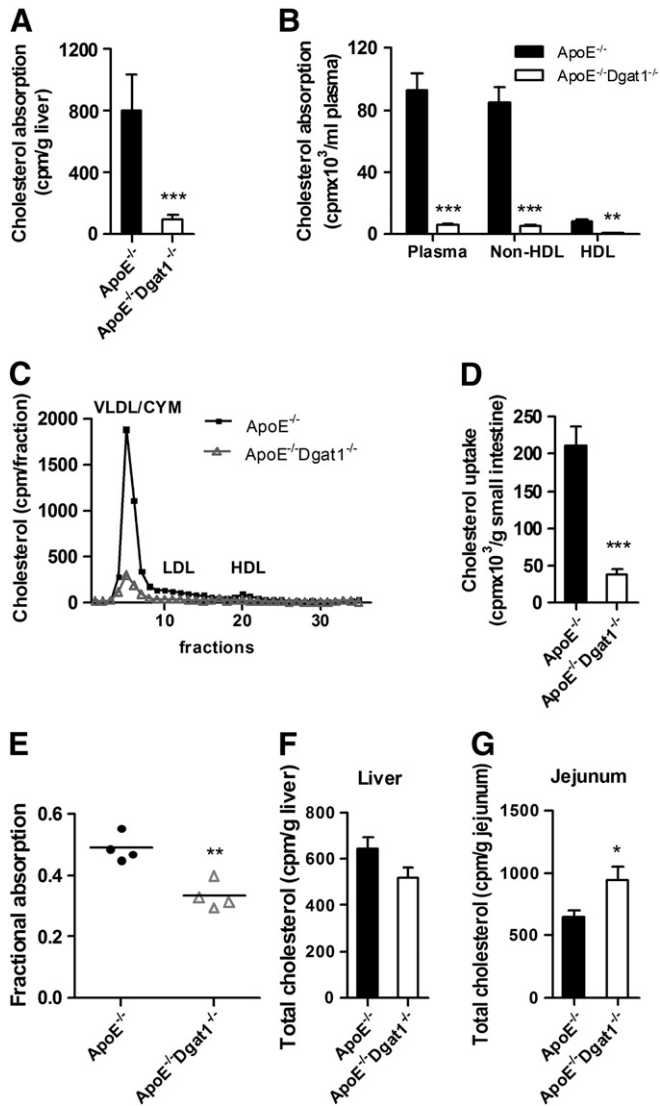 A
Cholesterol absorption
(cpm/g liver)
1200
800
400
0
***
ApoE-/-
ApoE-/-Dgat1-/-
B
Cholesterol absorption
(cpmx10³/ml plasma)
120
80
40
0
ApoE-/-
ApoE-/-Dgat1-/-
***
***
**
Plasma
Non-HDL
HDL
C
Cholesterol (cpm/fraction)
2000
1500
1000
500
0
VLDL/CYM
ApoE-/-
ApoE-/-Dgat1-/-
LDL
HDL
10
20
30
fractions
D
Cholesterol uptake
(cpmx10³/g small intestine)
250
200
150
100
50
0
***
ApoE-/-
ApoE-/-Dgat1-/-
E
Fractional absorption
0.6
0.4
0.2
0.0
**
ApoE-/-
ApoE-/-Dgat1-/-
F
Liver
Total cholesterol (cpm/g liver)
800
600
400
200
0
ApoE-/-
ApoE-/-Dgat1-/-
G
Jejunum
Total cholesterol (cpm/g jejunum)
1500
1000
500
0
*
ApoE-/-
ApoE-/-Dgat1-/-